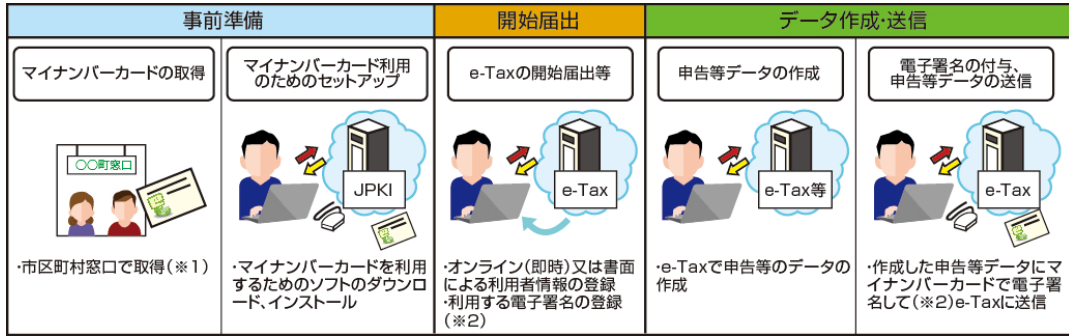 事前準備
開始届出
データ作成･送信
マイナンバーカードの取得
マイナンバーカード利用
のためのセットアップ
e-Taxの開始届出等
申告等データの作成
電子署名の付与、
申告等データの送信
〇〇町窓口
JPKI
e-Tax
e-Tax等
e-Tax
･市区町村窓口で取得(※1)
･マイナンバーカードを利用
するためのソフトのダウンロ
ード、インストール
･オンライン(即時)又は書面
による利用者情報の登録
･利用する電子署名の登録
(※2)
･e-Taxで申告等のデータの
作成
･作成した申告等データにマ
イナンバーカードで電子署
名して(※2)e-Taxに送信